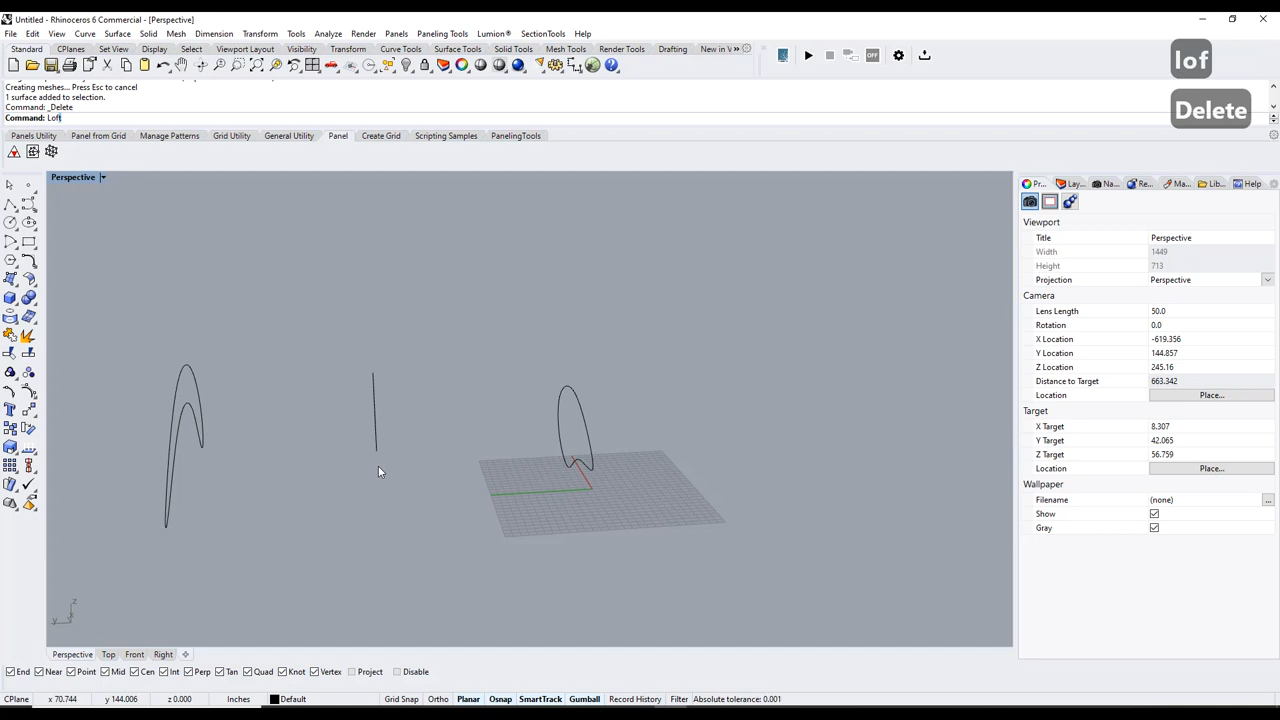 Untitled - Rhinoceros 6 Commercial - [Perspective]
File Edit View Curve Surface Solid Mesh Dimension Transform Tools Analyze Render Panels Paneling Tools Lumion® SectionTools Help
lof
Standard CPlanes Set View Display Select Viewport Layout Visibility Transform Curve Tools Surface Tools Solid Tools Mesh Tools Render Tools Drafting New in V »
OFF
Creating meshes... Press Esc to cancel
1 surface added to selection.
Command: _Delete
Command: Loft
Delete
Panels Utility Panel from Grid Manage Patterns Grid Utility General Utility Panel Create Grid Scripting Samples PanelingTools
Perspective
Pr... Lay... Na... Re... Ma... Lib... Help
Viewport
Title Perspective
Width 1449
Height 713
Projection Perspective
Camera
Lens Length 50.0
Rotation 0.0
X Location -619.356
Y Location 144.857
Z Location 245.16
Distance to Target 663.342
Location Place...
Target
X Target 8.307
Y Target 42.065
Z Target 56.759
Location Place...
Wallpaper
Filename (none) ...
Show
Gray
z
y x
Perspective Top Front Right
End Near Point Mid Cen Int Perp Tan Quad Knot Vertex Project Disable
CPlane x 70.744 y 144.006 z 0.000 Inches Default Grid Snap Ortho Planar Osnap SmartTrack Gumball Record History Filter Absolute tolerance: 0.001